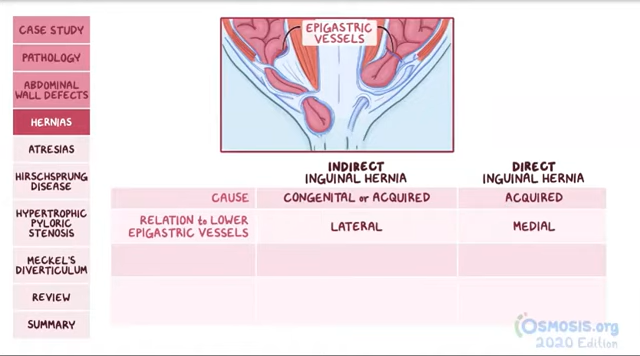 CASE STUDY
PATHOLOGY
ABDOMINAL
WALL DEFECTS
HERNIAS
ATRESIAS
HIRSCHSPRUNG
DISEASE
HYPERTROPHIC
PYLORIC
STENOSIS
MECKEL'S
DIVERTICULUM
REVIEW
SUMMARY
EPIGASTRIC
VESSELS
INDIRECT
INGUINAL HERNIA
DIRECT
INGUINAL HERNIA
CAUSE CONGENITAL or ACQUIRED ACQUIRED
RELATION to LOWER
EPIGASTRIC VESSELS LATERAL MEDIAL
OSMOSIS.org
2020 Edition